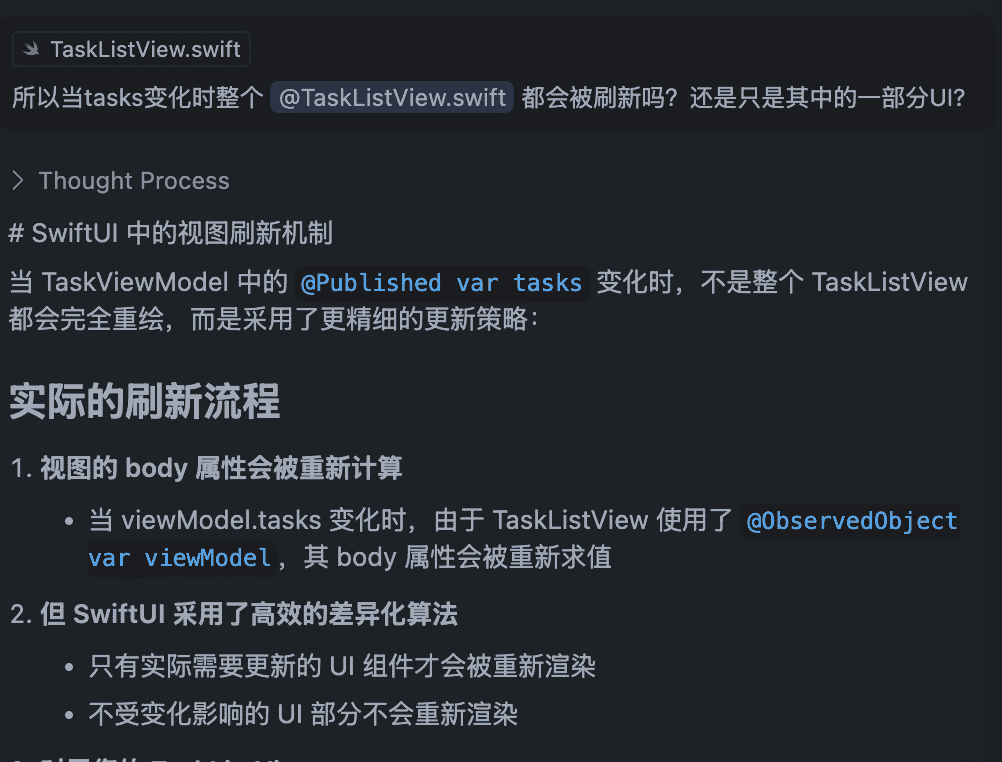 TaskListView.swift
所以当tasks变化时整个 @TaskListView.swift 都会被刷新吗？还是只是其中的一部分UI？
Thought Process
# SwiftUI 中的视图刷新机制
当 TaskViewModel 中的 @Published var tasks 变化时，不是整个 TaskListView
都会完全重绘，而是采用了更精细的更新策略：
实际的刷新流程
1. 视图的 body 属性会被重新计算
• 当 viewModel.tasks 变化时，由于 TaskListView 使用了 @ObservedObject
var viewModel，其 body 属性会被重新求值
2. 但 SwiftUI 采用了高效的差异化算法
• 只有实际需要更新的 UI 组件才会被重新渲染
• 不受变化影响的 UI 部分不会重新渲染